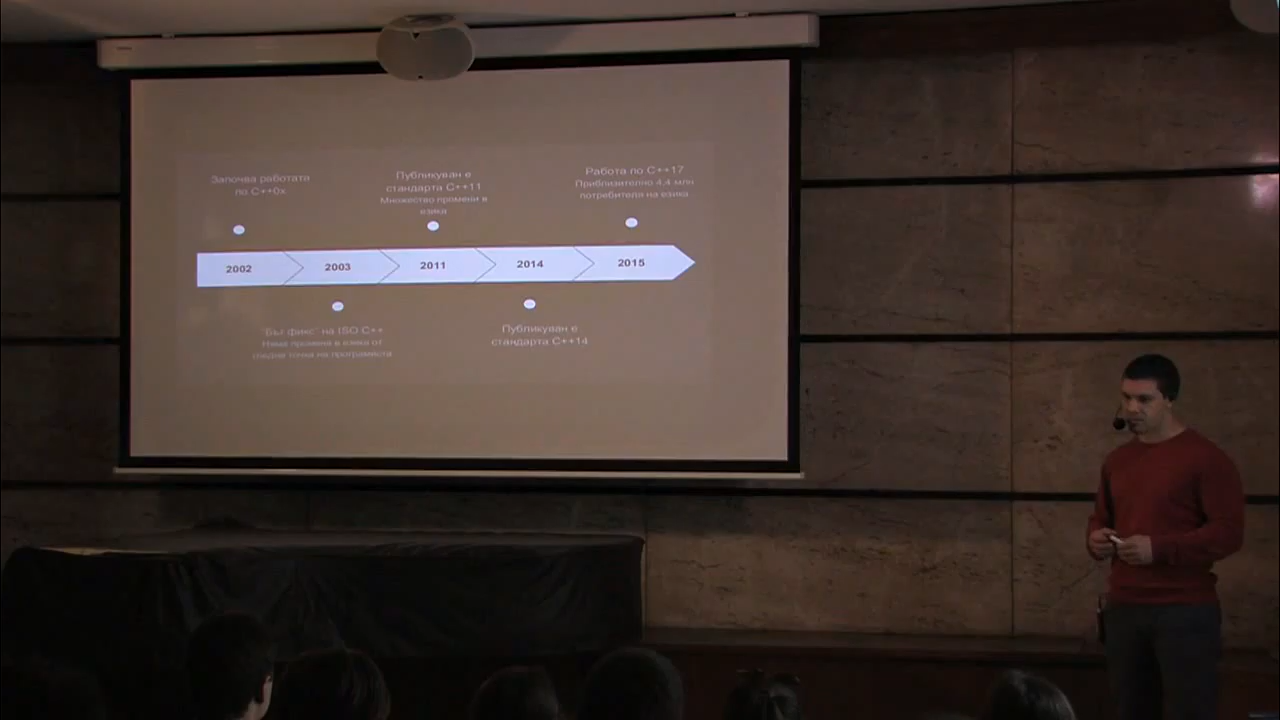 Започва работата
по C++0x
Публикуван е
стандарта C++11
Множество промени в
езика
Работа по C++17
Приблизително 4,4 млн
потребителя на езика
2002
2003
2011
2014
2015
"Бъг фикс" на ISO C++
Няма промени в езика от
гледна точка на програмиста
Публикуван е
стандарта C++14